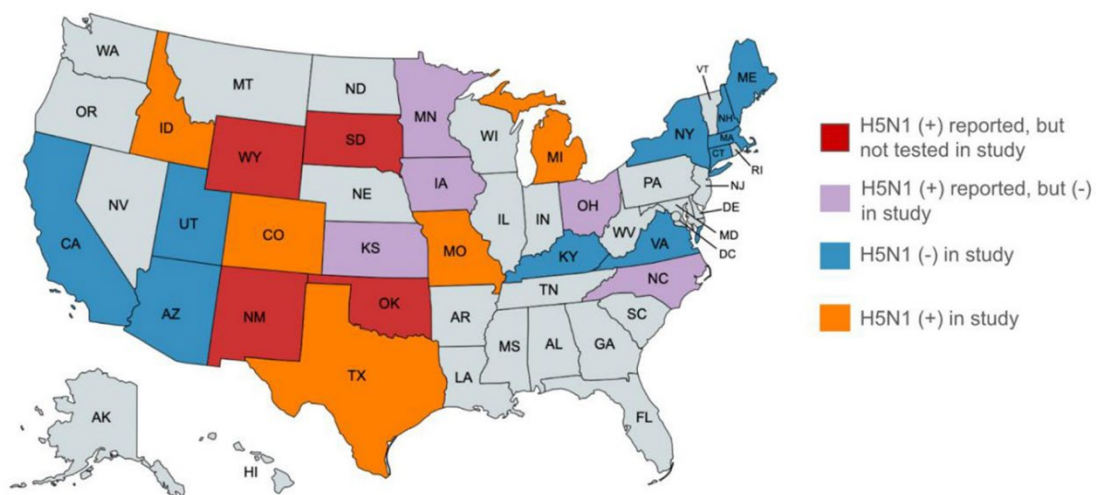 WA
MT
ND
VT
ME
OR
ID
MN
NH
WY
SD
WI
NY
MA
MI
CT
RI
IA
NE
PA
NJ
NV
IL
IN
OH
DE
UT
WV
MD
CA
CO
KS
MO
KY
VA
DC
TN
NC
AZ
NM
OK
AR
SC
MS
AL
GA
TX
LA
FL
AK
HI
H5N1 (+) reported, but
not tested in study
H5N1 (+) reported, but (-)
in study
H5N1 (-) in study
H5N1 (+) in study